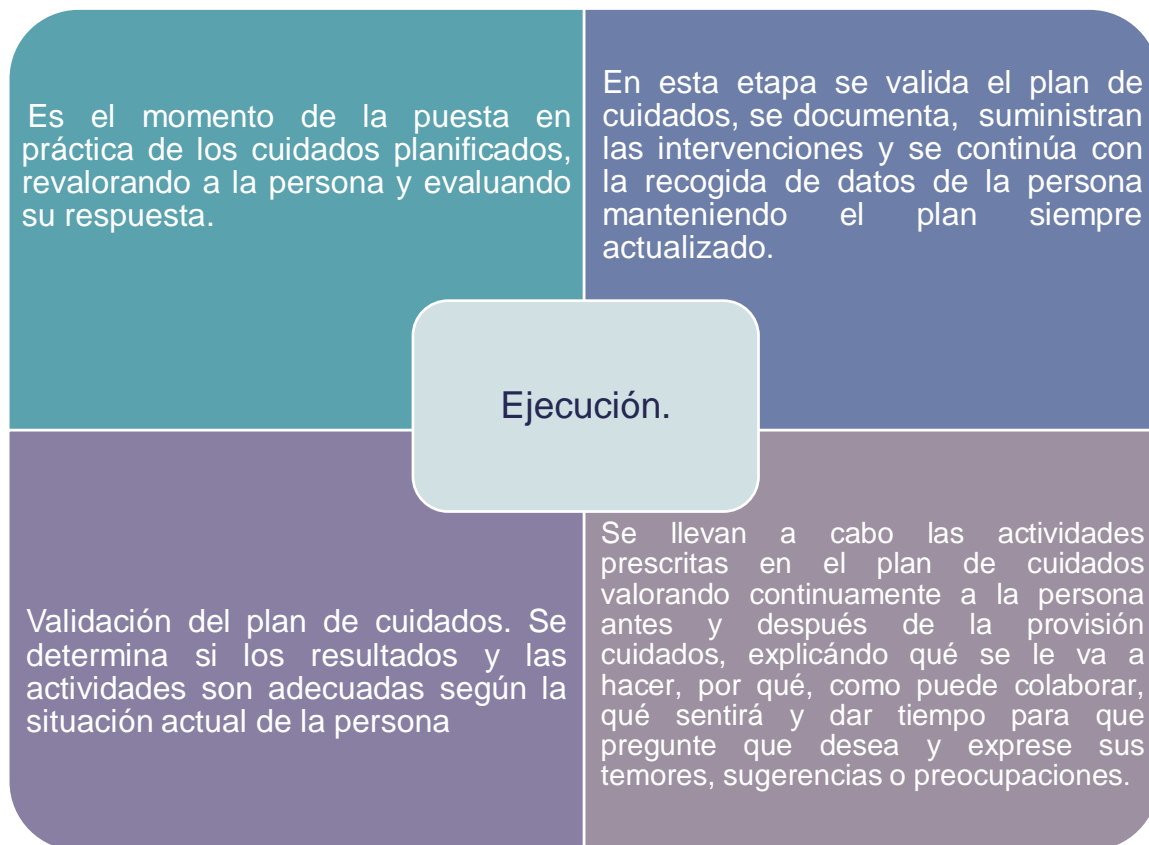 Es el momento de la puesta en
práctica de los cuidados planificados,
revalorando a la persona y evaluando
su respuesta.
En esta etapa se valida el plan de
cuidados, se documenta, suministran
las intervenciones y se continúa con
la recogida de datos de la persona
manteniendo el plan siempre
actualizado.
Ejecución.
Validación del plan de cuidados. Se
determina si los resultados y las
actividades son adecuadas según la
situación actual de la persona
Se llevan a cabo las actividades
prescritas en el plan de cuidados
valorando continuamente a la persona
antes y después de la provisión
cuidados, explicándo qué se le va a
hacer, por qué, como puede colaborar,
qué sentirá y dar tiempo para que
pregunte que desea y exprese sus
temores, sugerencias o preocupaciones.